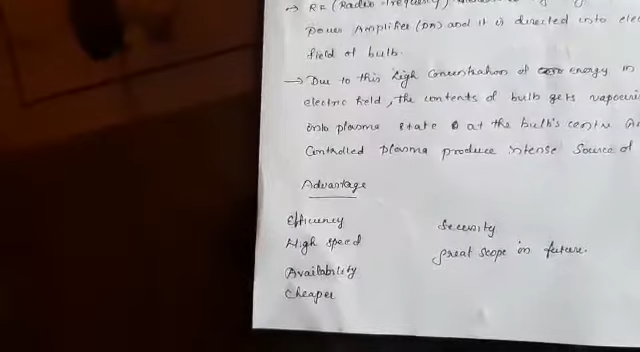 → RF (Radio-frequency)
power Amplifier (PA) and it is directed into elec
field of bulb.
→ Due to this high concentration of energy in
electric field, the contents of bulb gets vapouri
into plasma state at the bulb's centre
Controlled plasma produce intense source of
Advantage
Efficiency
High speed
Availability
Cheaper
Security
great scope in future.